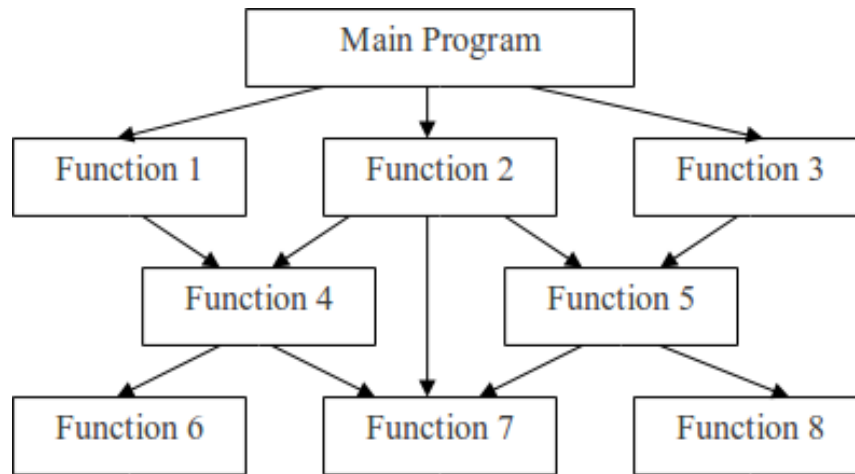 Main Program
Function 1
Function 2
Function 3
Function 4
Function 5
Function 6
Function 7
Function 8